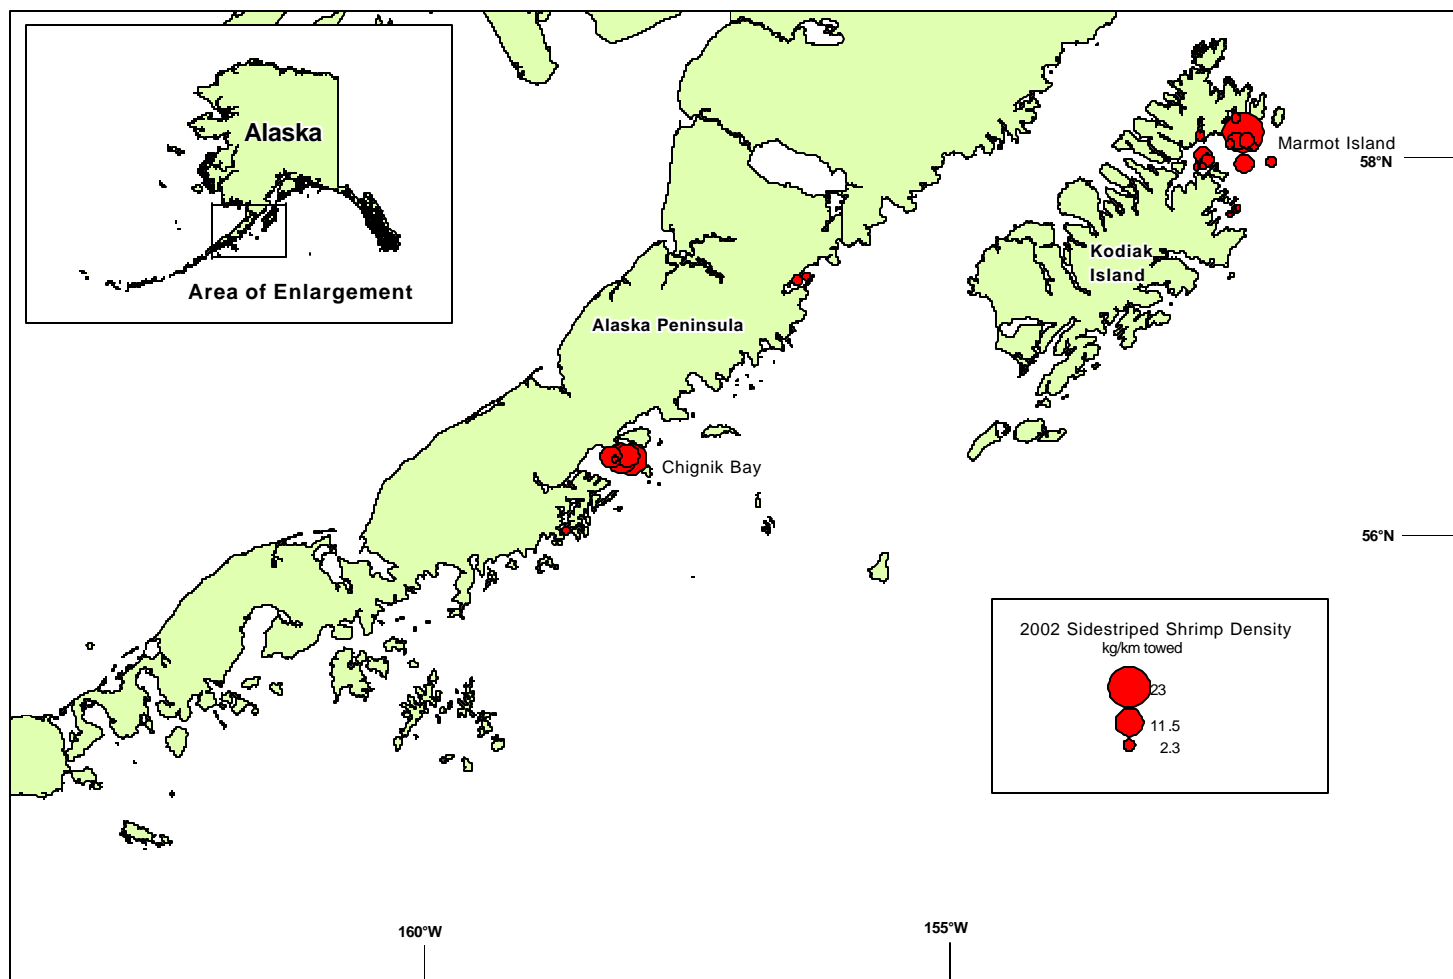 Alaska
Area of Enlargement
Marmot Island
58°N
Kodiak
Island
Alaska Peninsula
Chignik Bay
56°N
2002 Sidestriped Shrimp Density
kg/km towed
23
11.5
2.3
160°W
155°W